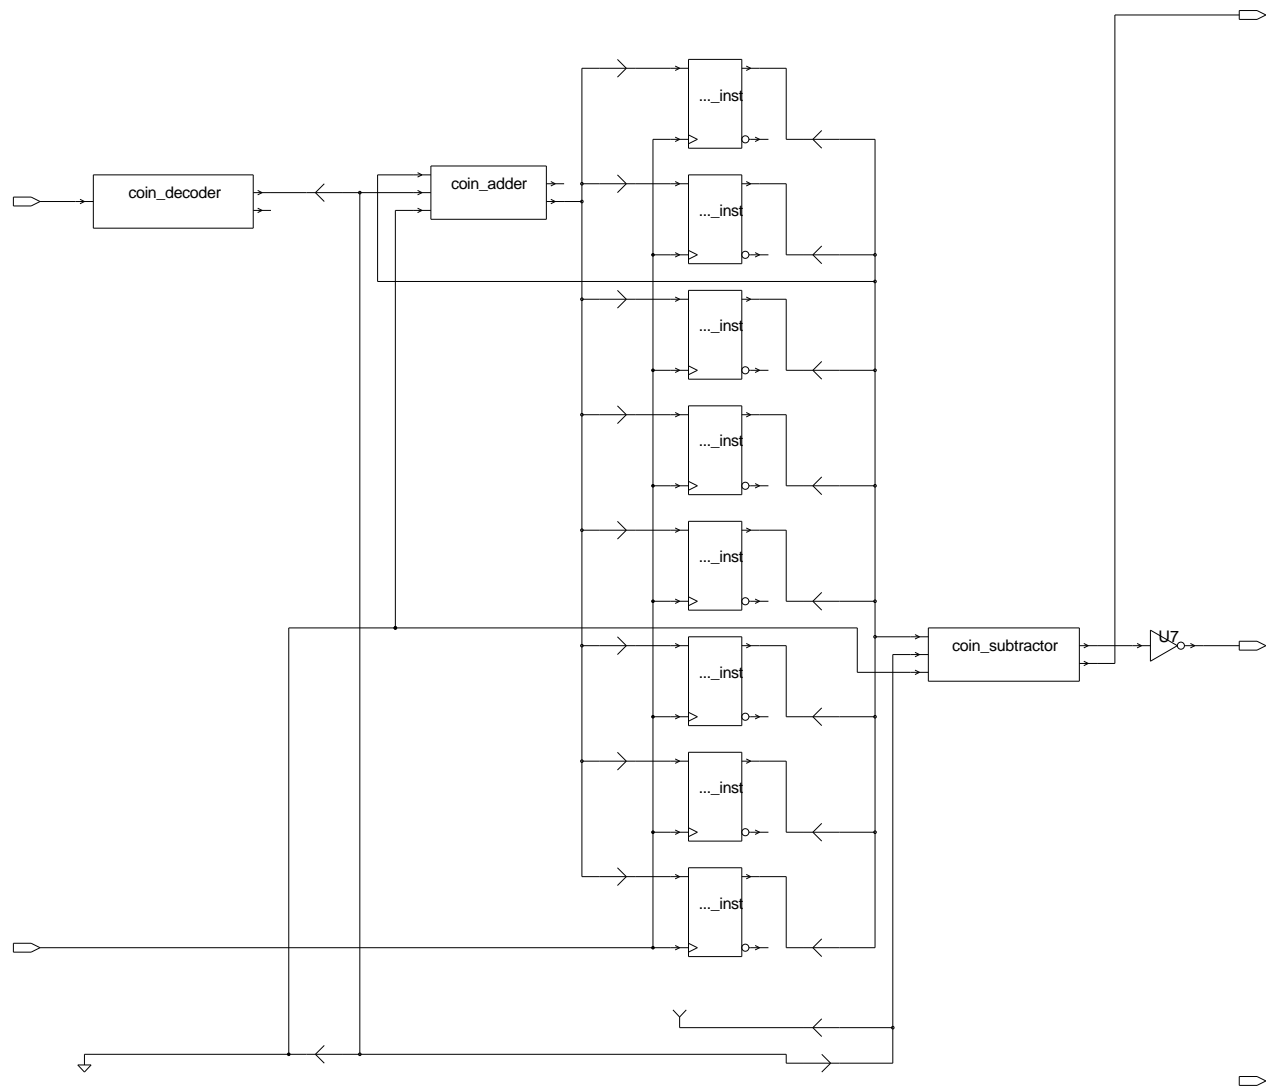 ..._inst
coin_decoder
coin_adder
..._inst
..._inst
..._inst
..._inst
U7
coin_subtractor
..._inst
..._inst
..._inst